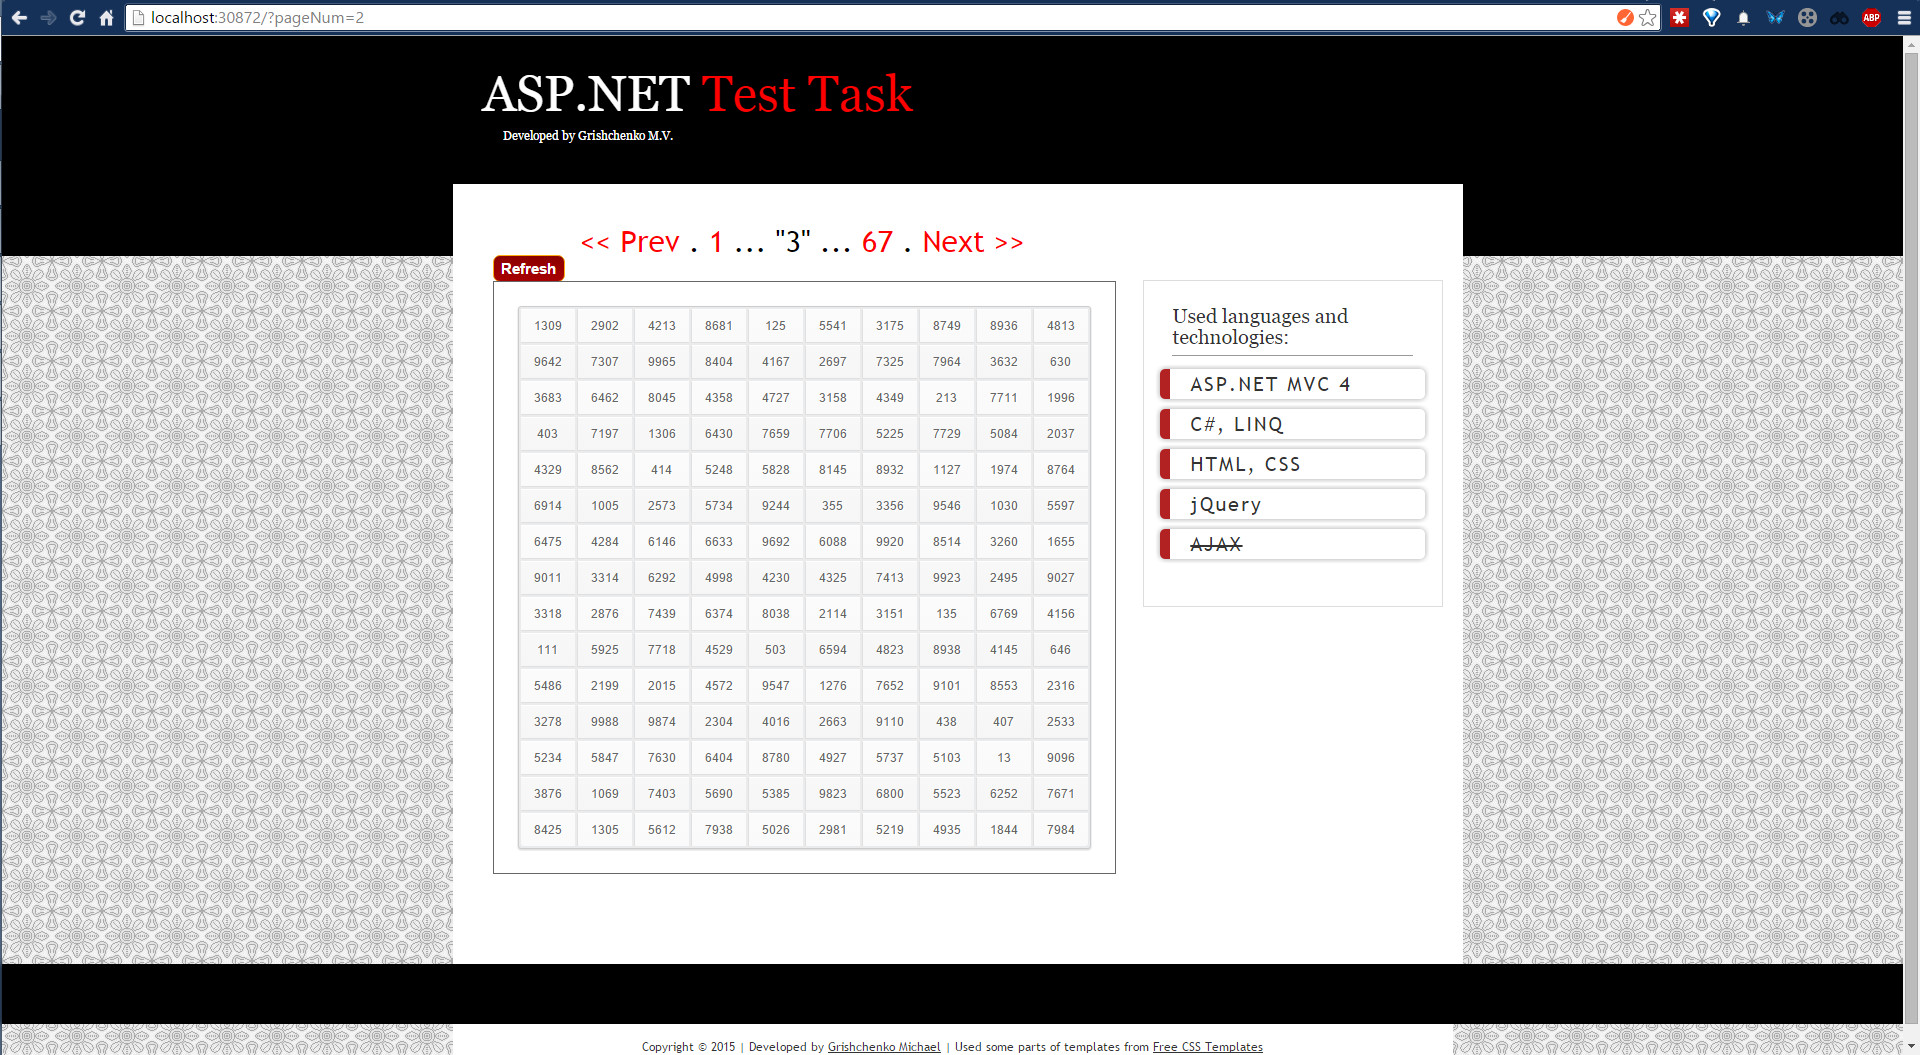 localhost:30872/?pageNum=2
ABP
ASP.NET Test Task
Developed by Grishchenko M.V.
<< Prev . 1 ... "3" ... 67 . Next >>
Refresh
1309 2902 4213 8681 125 5541 3175 8749 8936 4813
9642 7307 9965 8404 4167 2697 7325 7964 3632 630
3683 6462 8045 4358 4727 3158 4349 213 7711 1996
403 7197 1306 6430 7659 7706 5225 7729 5084 2037
4329 8562 414 5248 5828 8145 8932 1127 1974 8764
6914 1005 2573 5734 9244 355 3356 9546 1030 5597
6475 4284 6146 6633 9692 6088 9920 8514 3260 1655
9011 3314 6292 4998 4230 4325 7413 9923 2495 9027
3318 2876 7439 6374 8038 2114 3151 135 6769 4156
111 5925 7718 4529 503 6594 4823 8938 4145 646
5486 2199 2015 4572 9547 1276 7652 9101 8553 2316
3278 9988 9874 2304 4016 2663 9110 438 407 2533
5234 5847 7630 6404 8780 4927 5737 5103 13 9096
3876 1069 7403 5690 5385 9823 6800 5523 6252 7671
8425 1305 5612 7938 5026 2981 5219 4935 1844 7984
Used languages and
technologies:
ASP.NET MVC 4
C#, LINQ
HTML, CSS
jQuery
AJAX
Copyright © 2015 | Developed by Grishchenko Michael | Used some parts of templates from Free CSS Templates